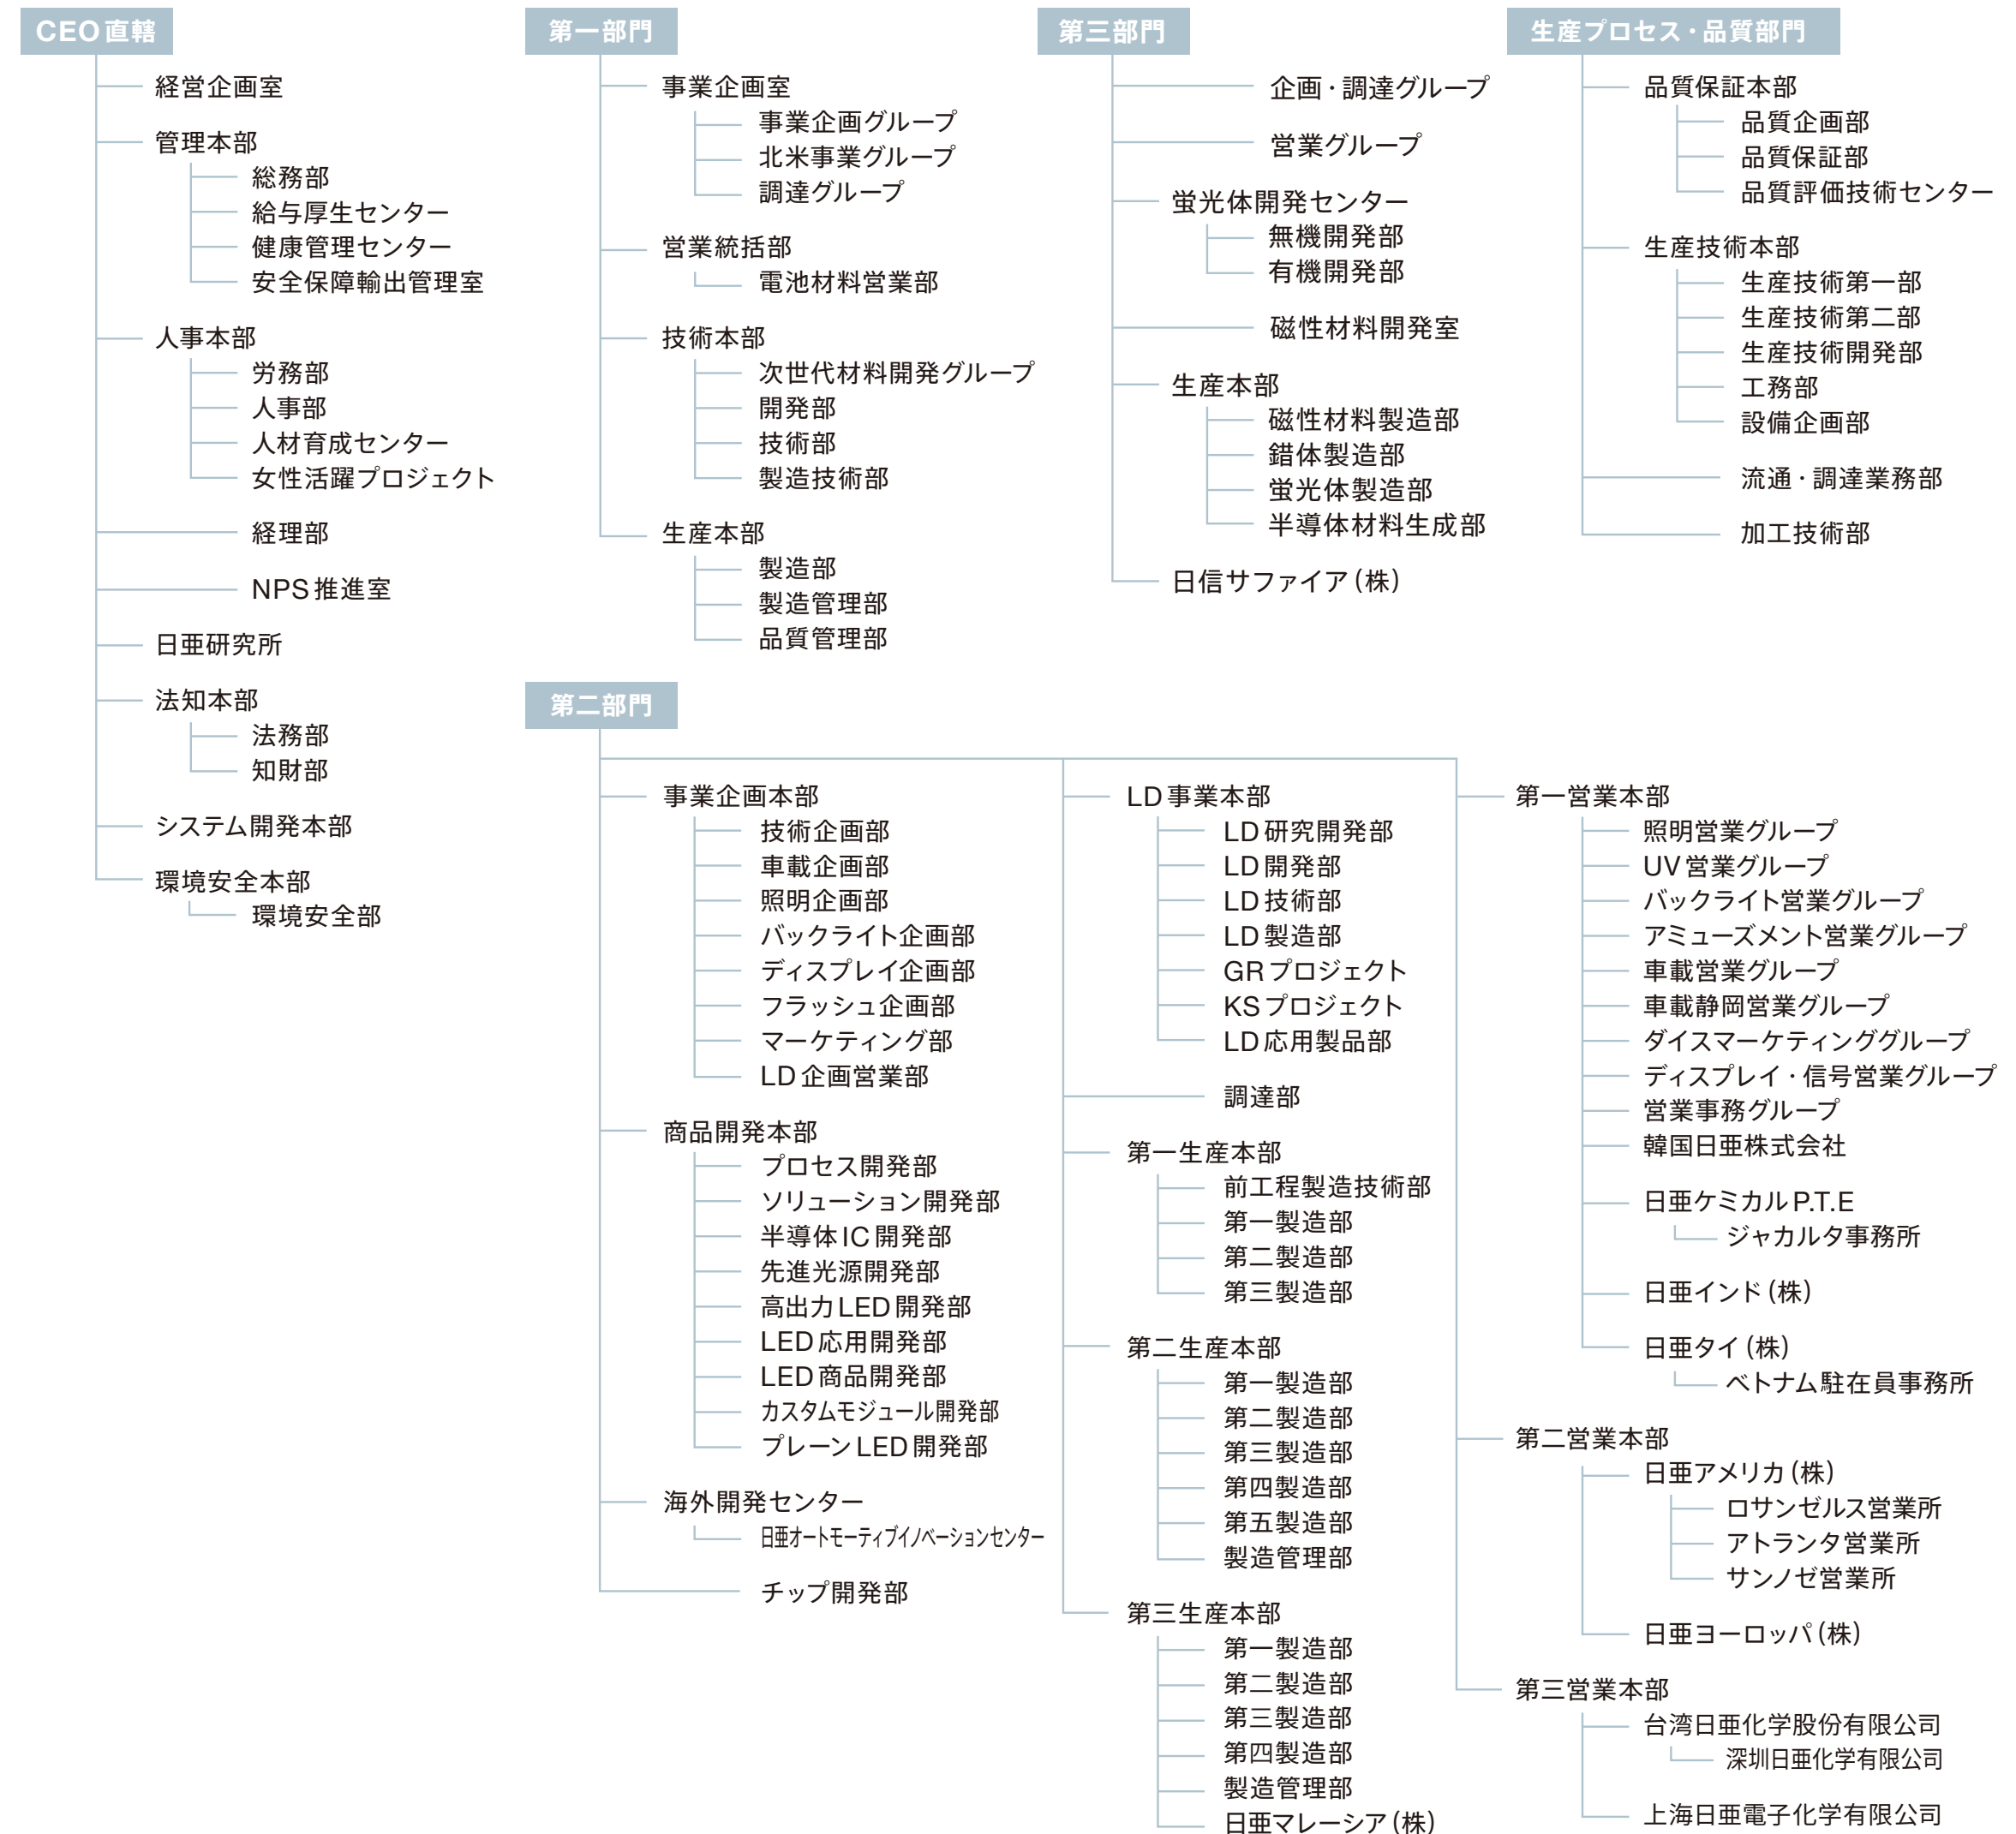 CEO直轄
経営企画室
管理本部
総務部
給与厚生センター
健康管理センター
安全保障輸出管理室
人事本部
労務部
人事部
人材育成センター
女性活躍プロジェクト
経理部
NPS推進室
日亜研究所
法知本部
法務部
知財部
システム開発本部
環境安全本部
環境安全部
第一部門
事業企画室
事業企画グループ
北米事業グループ
調達グループ
営業統括部
電池材料営業部
技術本部
次世代材料開発グループ
開発部
技術部
製造技術部
生産本部
製造部
製造管理部
品質管理部
第三部門
企画・調達グループ
営業グループ
蛍光体開発センター
無機開発部
有機開発部
磁性材料開発室
生産本部
磁性材料製造部
錯体製造部
蛍光体製造部
半導体材料生成部
日信サファイア(株)
生産プロセス・品質部門
品質保証本部
品質企画部
品質保証部
品質評価技術センター
生産技術本部
生産技術第一部
生産技術第二部
生産技術開発部
工務部
設備企画部
流通・調達業務部
加工技術部
第二部門
事業企画本部
技術企画部
車載企画部
照明企画部
バックライト企画部
ディスプレイ企画部
フラッシュ企画部
マーケティング部
LD企画営業部
商品開発本部
プロセス開発部
ソリューション開発部
半導体IC開発部
先進光源開発部
高出力LED開発部
LED応用開発部
LED商品開発部
カスタムモジュール開発部
プレーンLED開発部
海外開発センター
日亜オートモーティブイノベーションセンター
チップ開発部
LD事業本部
LD研究開発部
LD開発部
LD技術部
LD製造部
GRプロジェクト
KSプロジェクト
LD応用製品部
調達部
第一生産本部
前工程製造技術部
第一製造部
第二製造部
第三製造部
第二生産本部
第一製造部
第二製造部
第三製造部
第四製造部
第五製造部
製造管理部
第三生産本部
第一製造部
第二製造部
第三製造部
第四製造部
製造管理部
日亜マレーシア(株)
第一営業本部
照明営業グループ
UV営業グループ
バックライト営業グループ
アミューズメント営業グループ
車載営業グループ
車載静岡営業グループ
ダイスマーケティンググループ
ディスプレイ・信号営業グループ
営業事務グループ
韓国日亜株式会社
日亜ケミカルP.T.E
ジャカルタ事務所
日亜インド(株)
日亜タイ(株)
ベトナム駐在員事務所
第二営業本部
日亜アメリカ(株)
ロサンゼルス営業所
アトランタ営業所
サンノゼ営業所
日亜ヨーロッパ(株)
第三営業本部
台湾日亜化学股份有限公司
深圳日亜化学有限公司
上海日亜電子化学有限公司